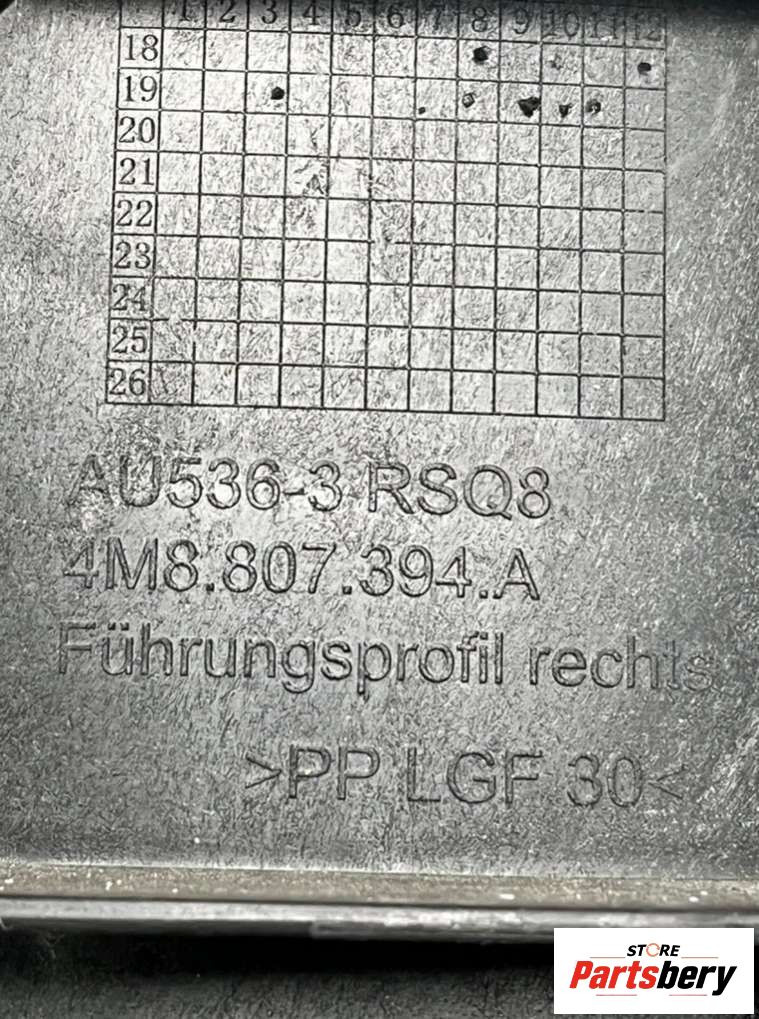 1 2 3 4 5 6 7 8 9 10 11 12
18
19
20
21
22
23
24
25
26
AU536-3 RSQ8
4M8.807.394.A
Führungsprofil rechts
>PP LGF 30<
STORE
Partsbery